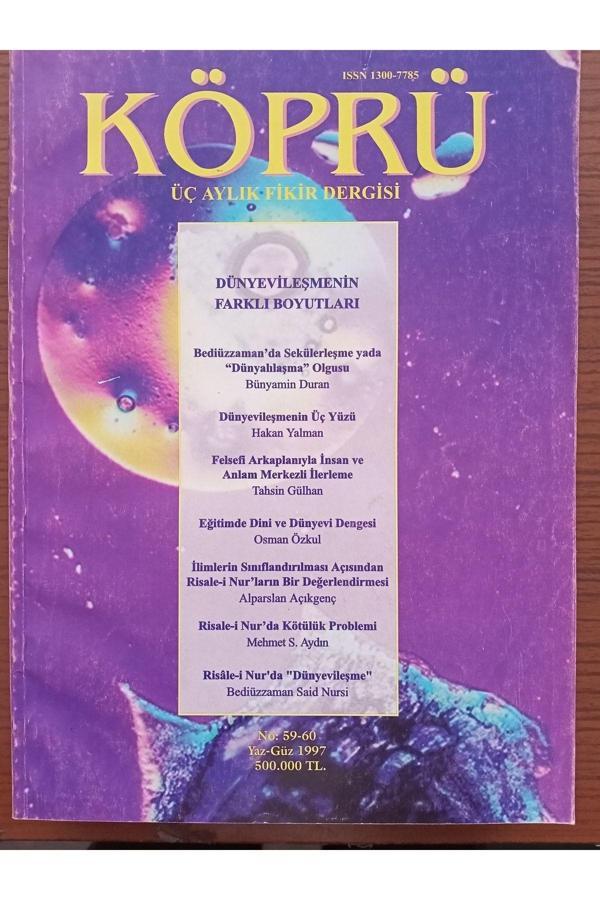 ISSN 1300-7785
KÖPRÜ
ÜÇ AYLIK FİKİR DERGİSİ
DÜNYEVİLEŞMENİN
FARKLI BOYUTLARI
Bediüzzaman'da Sekülerleşme yada
"Dünyalılaşma" Olgusu
Bünyamin Duran
Dünyevileşmenin Üç Yüzü
Hakan Yalman
Felsefi Arkaplanıyla İnsan ve
Anlam Merkezli İlerleme
Tahsin Gülhan
Eğitimde Dini ve Dünyevi Dengesi
Osman Özkul
İlimlerin Sınıflandırılması Açısından
Risale-i Nur'ların Bir Değerlendirmesi
Alparslan Açıkgenç
Risale-i Nur'da Kötülük Problemi
Mehmet S. Aydın
Risâle-i Nur'da "Dünyevileşme"
Bediüzzaman Said Nursi
No: 59-60
Yaz-Güz 1997
500.000 TL.